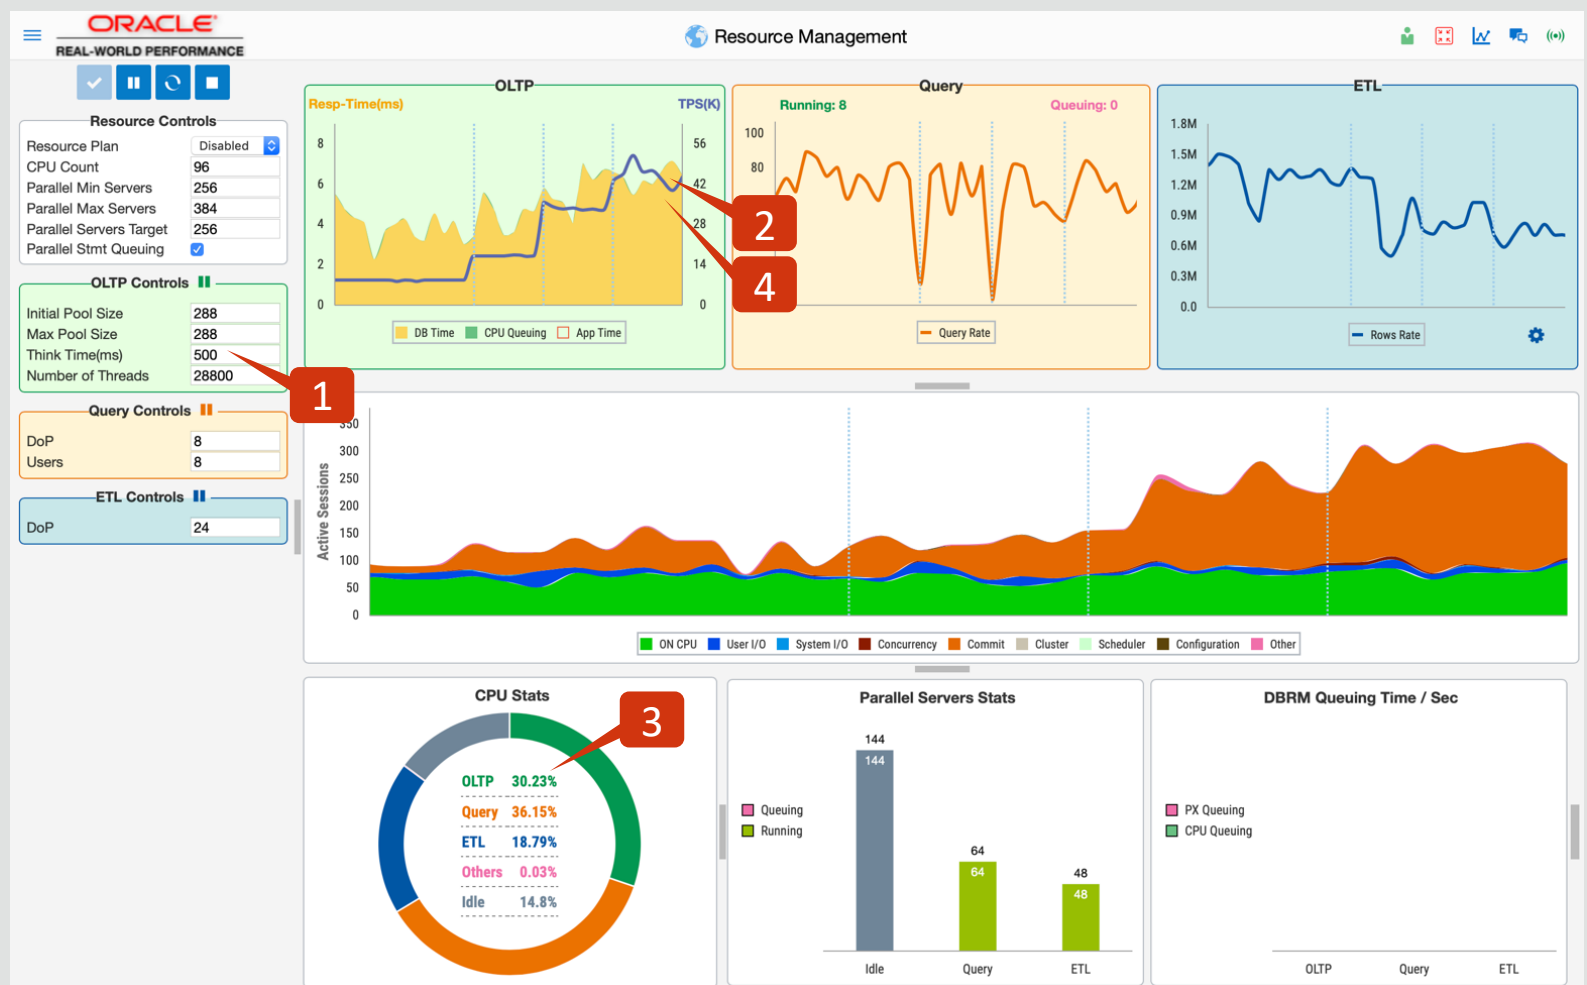 ORACLE
REAL-WORLD PERFORMANCE
Resource Management
Resource Controls
Resource Plan Disabled
CPU Count 96
Parallel Min Servers 256
Parallel Max Servers 384
Parallel Servers Target 256
Parallel Stmt Queuing
OLTP Controls
Initial Pool Size 288
Max Pool Size 288
Think Time(ms) 500
Number of Threads 28800
1
Query Controls
DoP 8
Users 8
ETL Controls
DoP 24
OLTP
Resp-Time(ms) TPS(K)
8 56
6 42
4 28
2 14
0 0
DB Time CPU Queuing App Time
2
4
Query
Running: 8 Queuing: 0
100
80
Query Rate
ETL
1.8M
1.5M
1.2M
0.9M
0.6M
0.3M
0.0
Rows Rate
Active Sessions
350
300
250
200
150
100
50
0
ON CPU User I/O System I/O Concurrency Commit Cluster Scheduler Configuration Other
CPU Stats
3
OLTP 30.23%
Query 36.15%
ETL 18.79%
Others 0.03%
Idle 14.8%
Parallel Servers Stats
Queuing
Running
144
144
64
64
48
48
Idle Query ETL
DBRM Queuing Time / Sec
PX Queuing
CPU Queuing
OLTP Query ETL